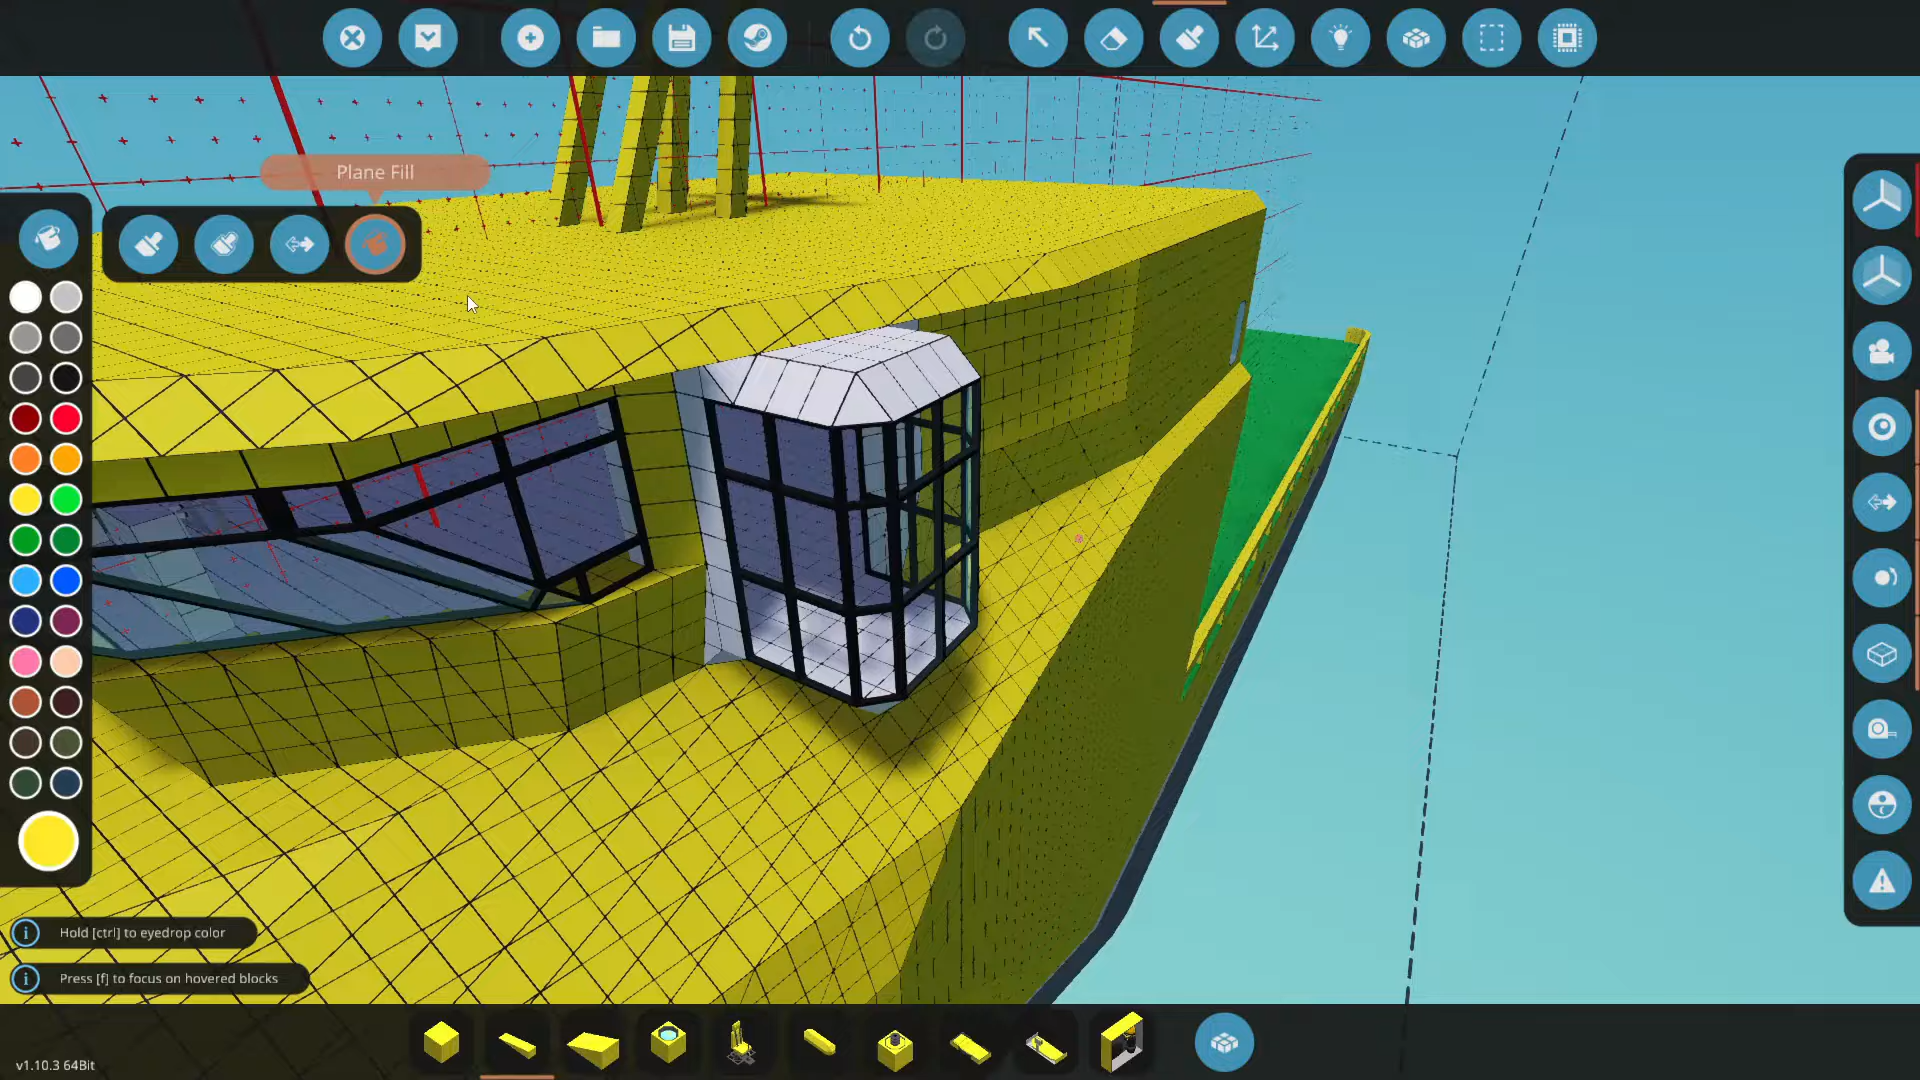 Plane Fill
Hold [ctrl] to eyedrop color
Press [f] to focus on hovered blocks
v1.10.3 64Bit